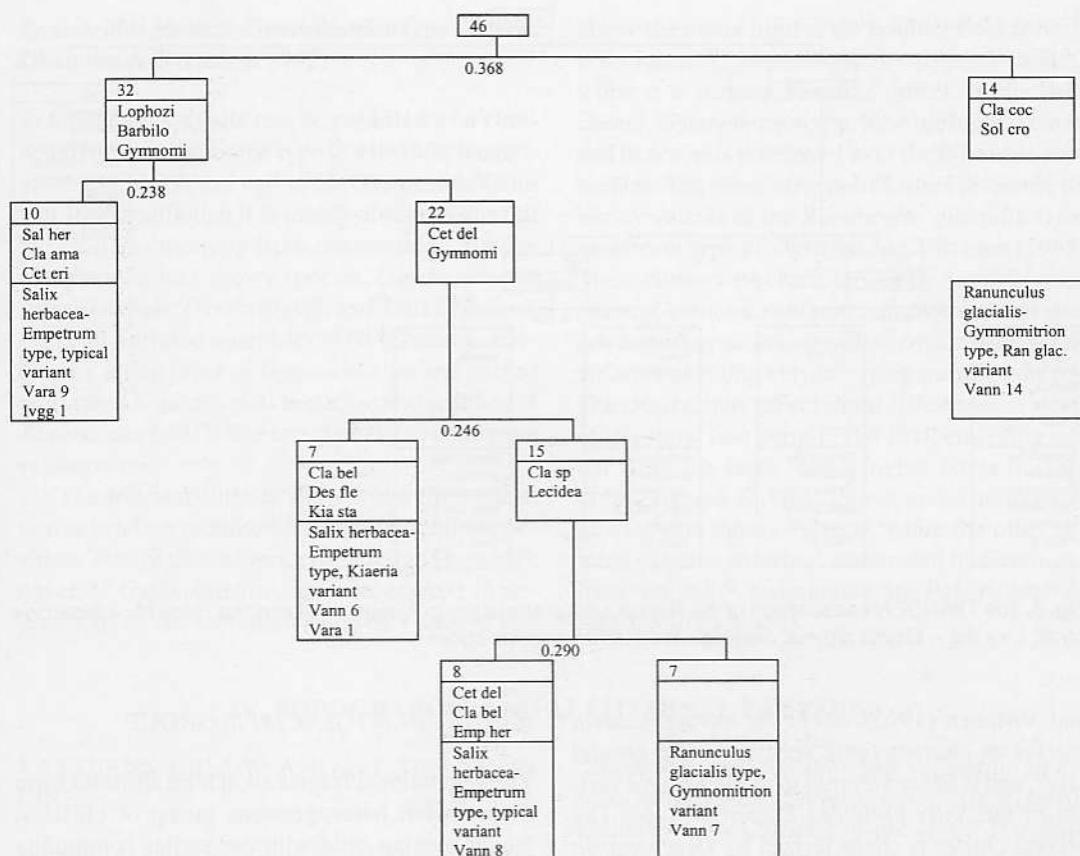 46
0.368
32
Lophozi
Barbilo
Gymnomi
14
Cla coc
Sol cro
0.238
10
Sal her
Cla ama
Cet eri
Salix
herbacea-
Empetrum
type, typical
variant
Vara 9
Ivgg 1
22
Cet del
Gymnomi
Ranunculus
glacialis-
Gymnomitrion
type, Ran glac.
variant
Vann 14
0.246
7
Cla bel
Des fle
Kia sta
Salix herbacea-
Empetrum
type, Kiaeria
variant
Vann 6
Vara 1
15
Cla sp
Lecidea
0.290
8
Cet del
Cla bel
Emp her
Salix
herbacea-
Empetrum
type, typical
variant
Vann 8
7
Ranunculus
glacialis type,
Gymnomitrion
variant
Vann 7